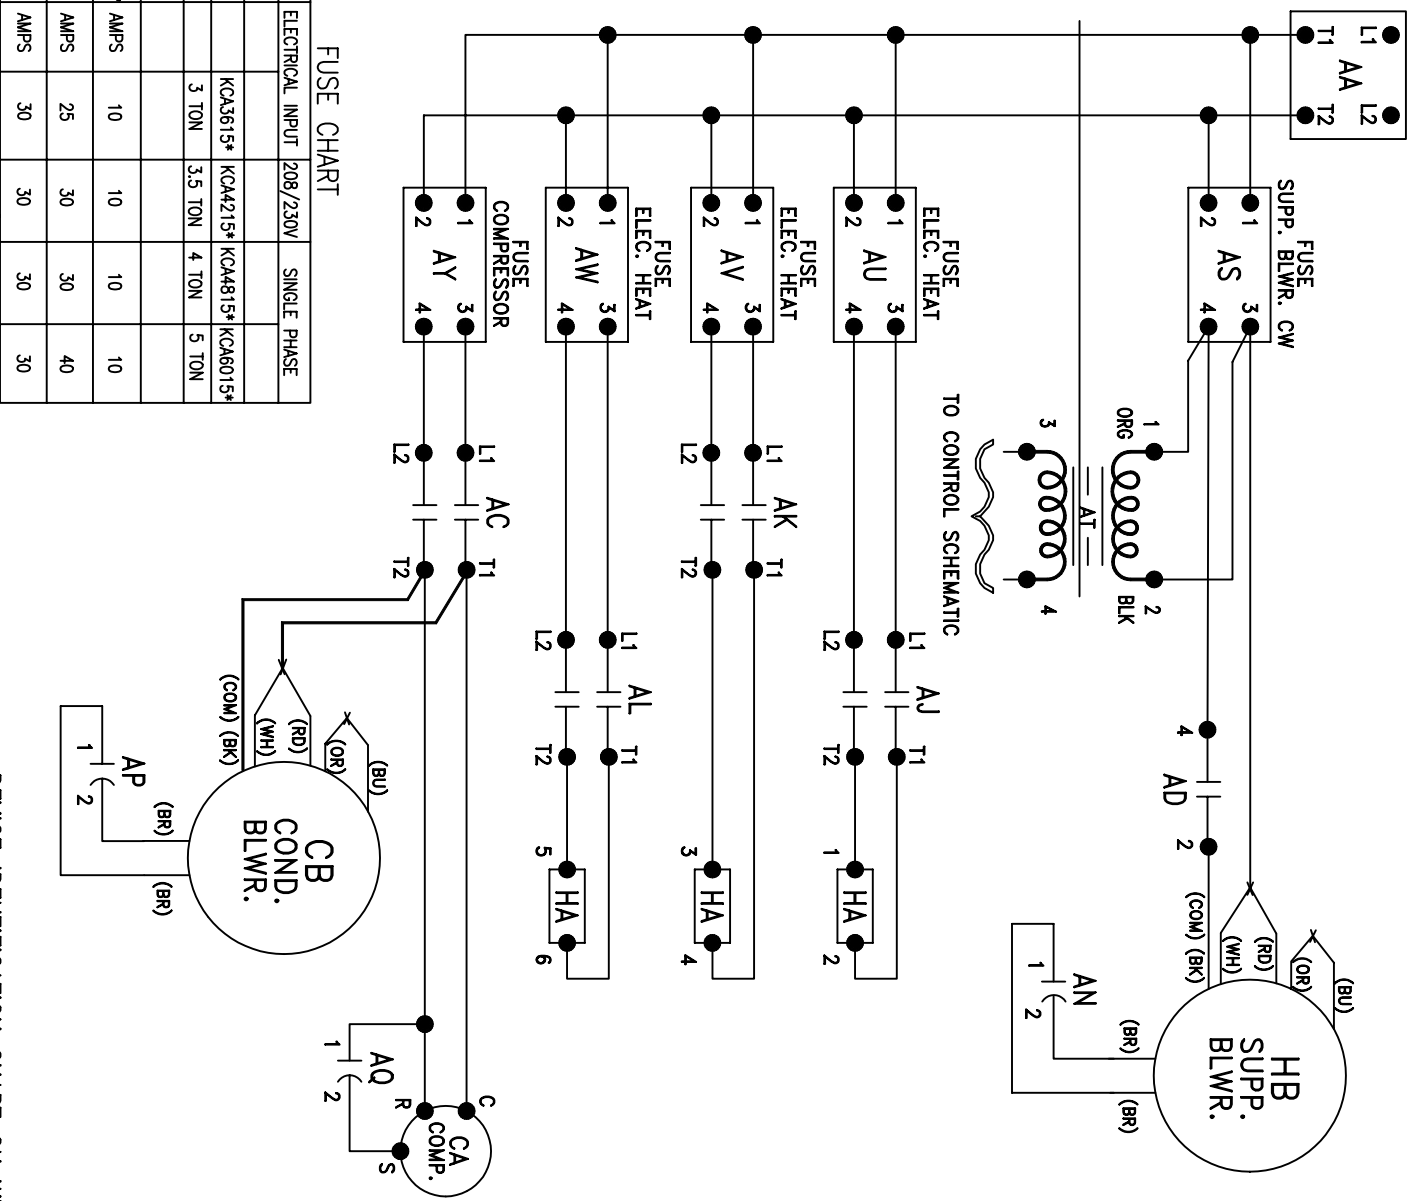 L1 L2
AA
T1 T2
FUSE
SUPP. BLWR. CW
1 2
AS
3 4
1 2
ORG BLK
AT
3 4
TO CONTROL SCHEMATIC
4 AD 2
(COM) (BK)
(WH)
(RD)
(OR)
(BU)
HB
SUPP.
BLWR.
(BR)
(BR)
AN
1 2
FUSE
ELEC. HEAT
1 2
AU
3 4
L1 L2
AJ
T1 T2
1 HA 2
FUSE
ELEC. HEAT
1 2
AV
3 4
L1 L2
AK
T1 T2
3 HA 4
FUSE
ELEC. HEAT
1 2
AW
3 4
L1 L2
AL
T1 T2
5 HA 6
FUSE
COMPRESSOR
1 2
AY
3 4
L1 L2
AC
T1 T2
(COM) (BK)
(WH)
(RD)
(OR)
(BU)
CB
COND.
BLWR.
(BR)
(BR)
AP
1 2
AQ
1 2
C
R
S
CA
COMP.
FUSE CHART
ELECTRICAL INPUT 208/230V SINGLE PHASE
KCA3615* KCA4215* KCA4815* KCA6015*
3 TON 3.5 TON 4 TON 5 TON
AMPS 10 10 10 10
AMPS 25 30 30 40
AMPS 30 30 30 30